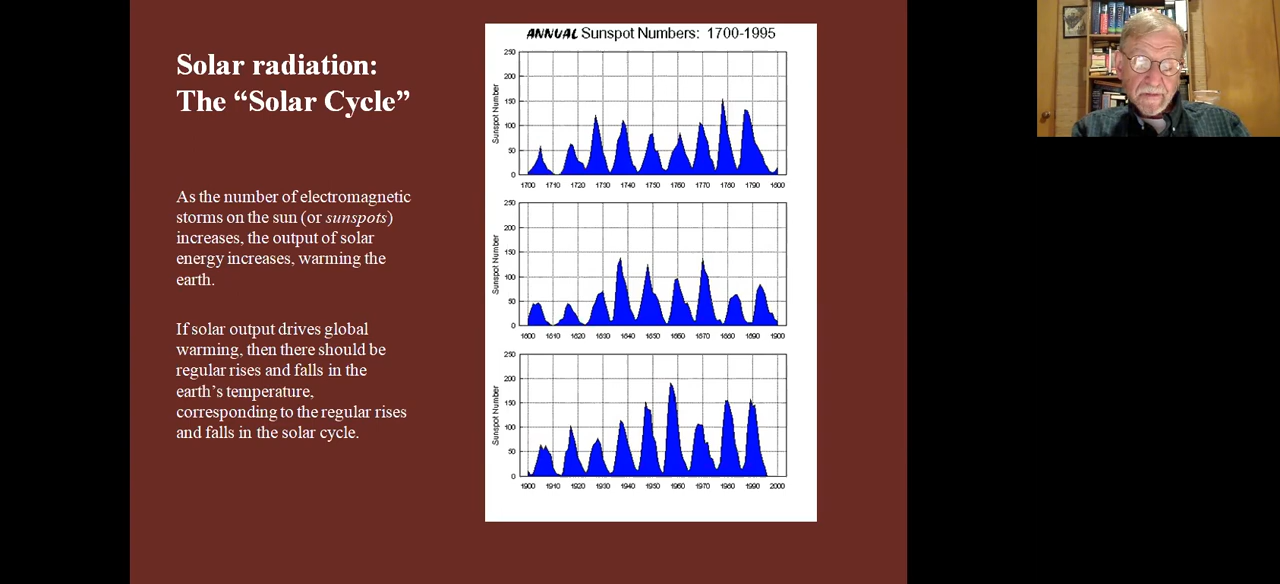 Solar radiation:
The “Solar Cycle”
As the number of electromagnetic
storms on the sun (or sunspots)
increases, the output of solar
energy increases, warming the
earth.
If solar output drives global
warming, then there should be
regular rises and falls in the
earth’s temperature,
corresponding to the regular rises
and falls in the solar cycle.
ANNUAL Sunspot Numbers: 1700-1995
Sunspot Number
250
200
150
100
50
0
1700 1710 1720 1730 1740 1750 1760 1770 1780 1790 1800
Sunspot Number
250
200
150
100
50
0
1800 1810 1820 1830 1840 1850 1860 1870 1880 1890 1900
Sunspot Number
250
200
150
100
50
0
1900 1910 1920 1930 1940 1950 1960 1970 1980 1990 2000